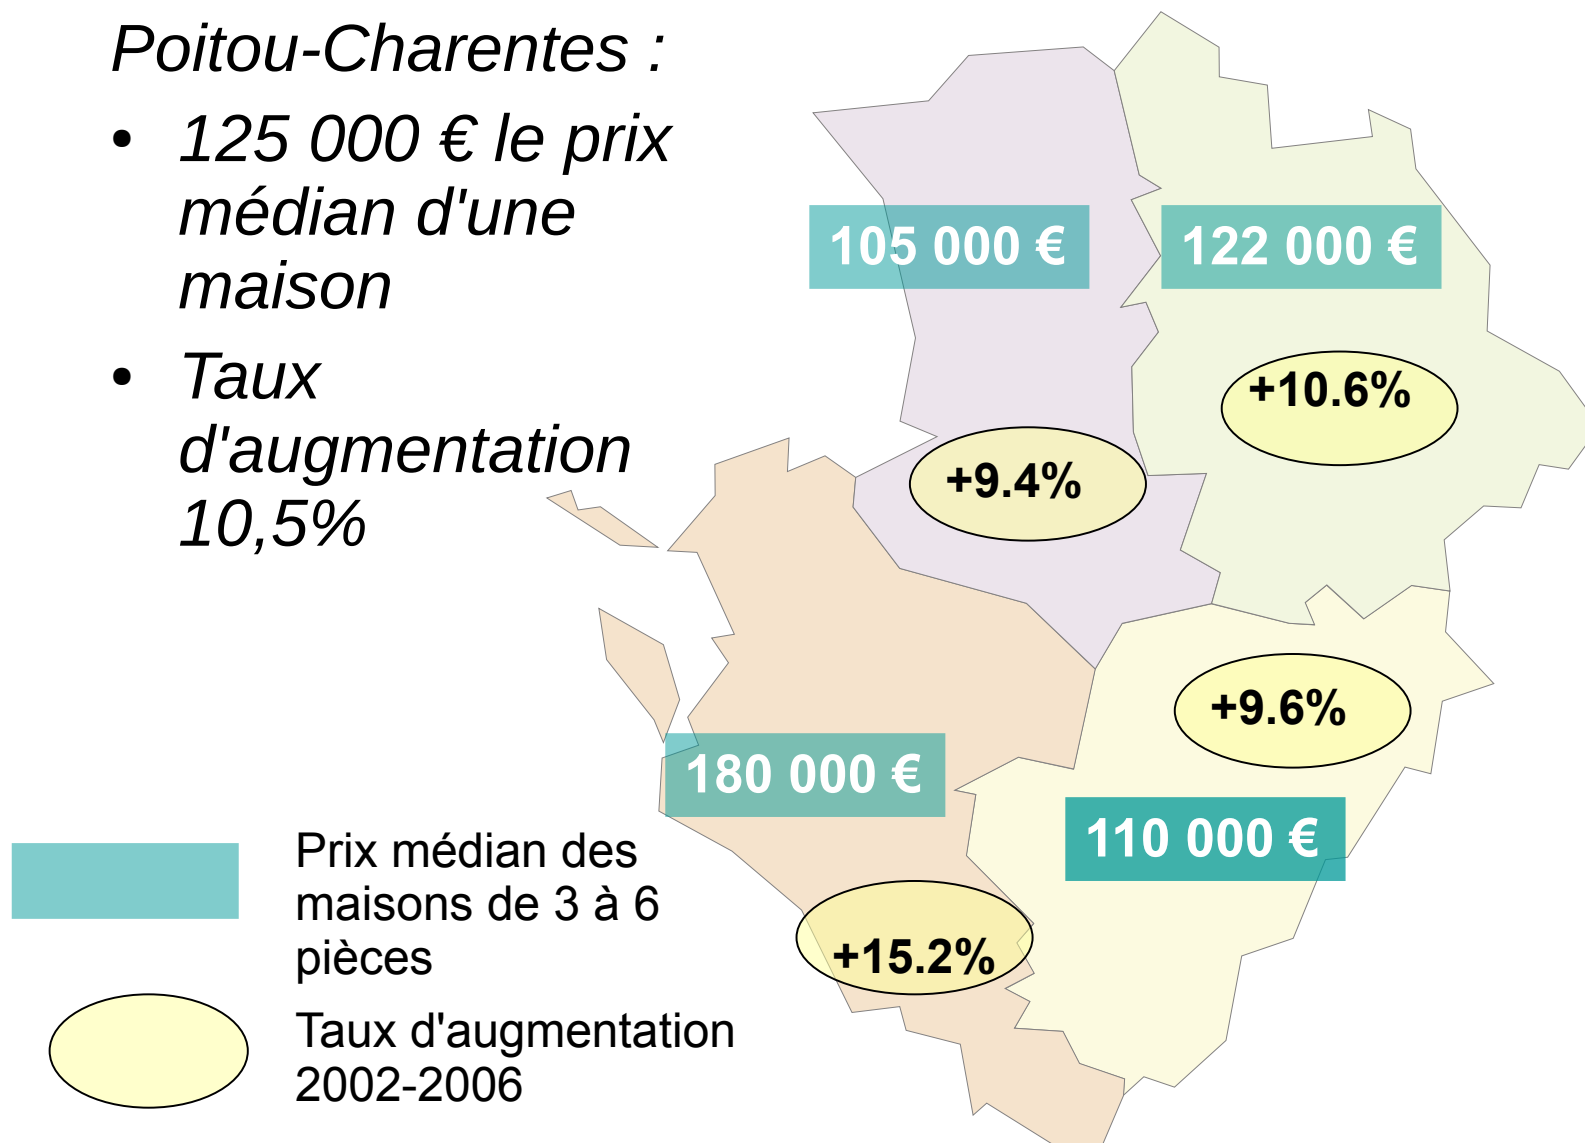 Poitou-Charentes :
• 125 000 € le prix
médian d'une
maison
• Taux
d'augmentation
10,5%
105 000 €
122 000 €
+10.6%
+9.4%
+9.6%
180 000 €
110 000 €
+15.2%
Prix médian des
maisons de 3 à 6
pièces
Taux d'augmentation
2002-2006